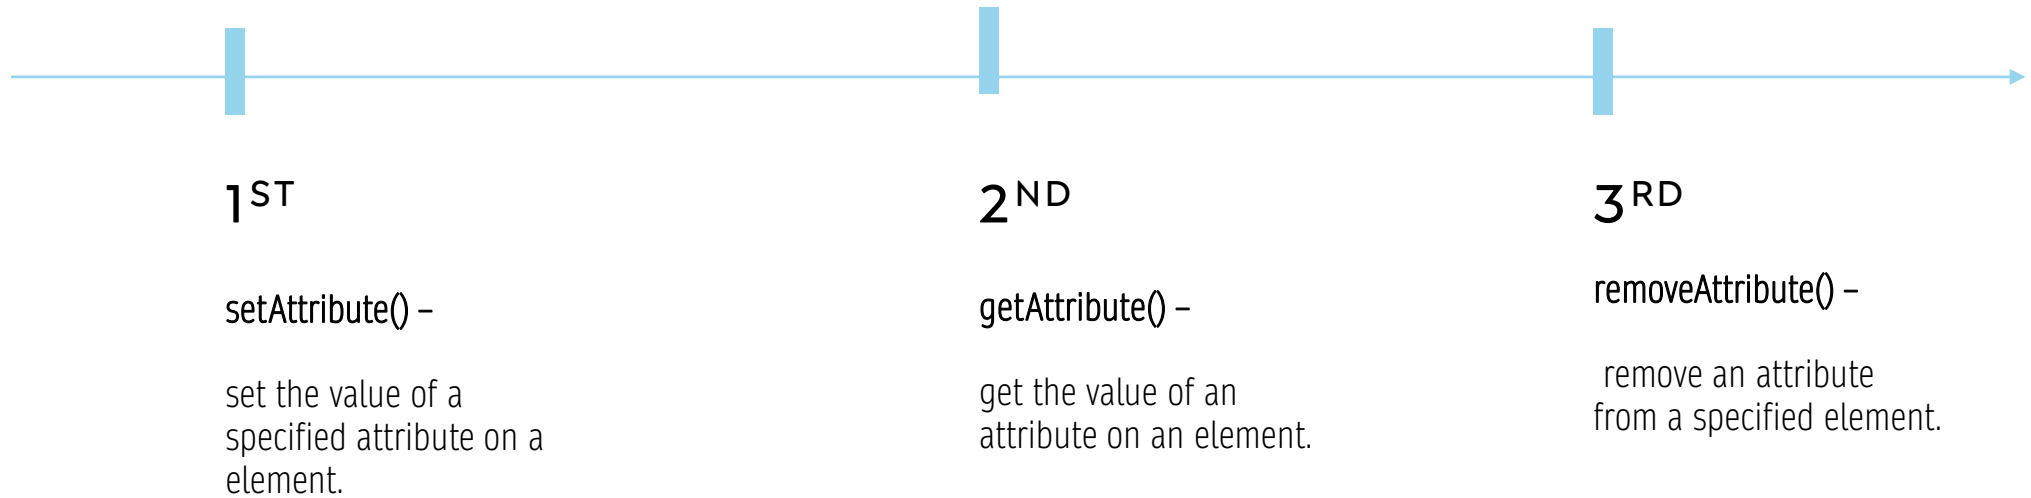 1ST
setAttribute() –
set the value of a
specified attribute on a
element.
2ND
getAttribute() –
get the value of an
attribute on an element.
3RD
removeAttribute() –
remove an attribute
from a specified element.